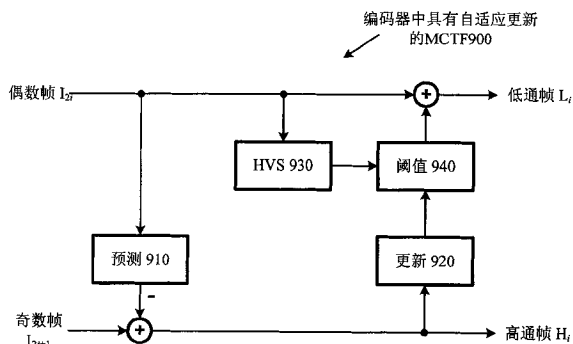 编码器中具有自适应更新
的MCTF900
偶数帧 I2i
低通帧 Li
HVS 930
阈值 940
预测 910
更新 920
-
奇数帧
I2i+1
高通帧 Hi